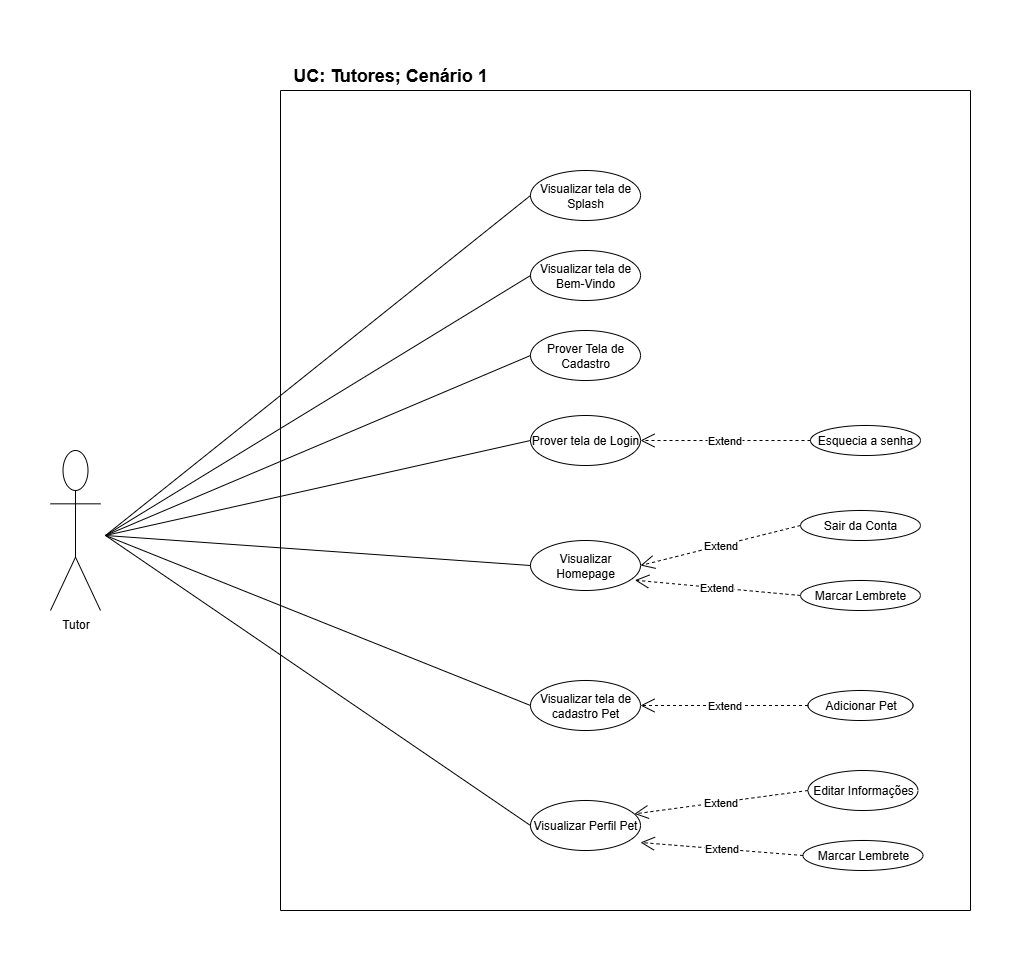 UC: Tutores; Cenário 1
Visualizar tela de
Splash
Visualizar tela de
Bem-Vindo
Prover Tela de
Cadastro
Prover tela de Login
Extend
Esquecia a senha
Sair da Conta
Extend
Visualizar
Homepage
Extend
Marcar Lembrete
Tutor
Visualizar tela de
cadastro Pet
Extend
Adicionar Pet
Editar Informações
Extend
Visualizar Perfil Pet
Extend
Marcar Lembrete